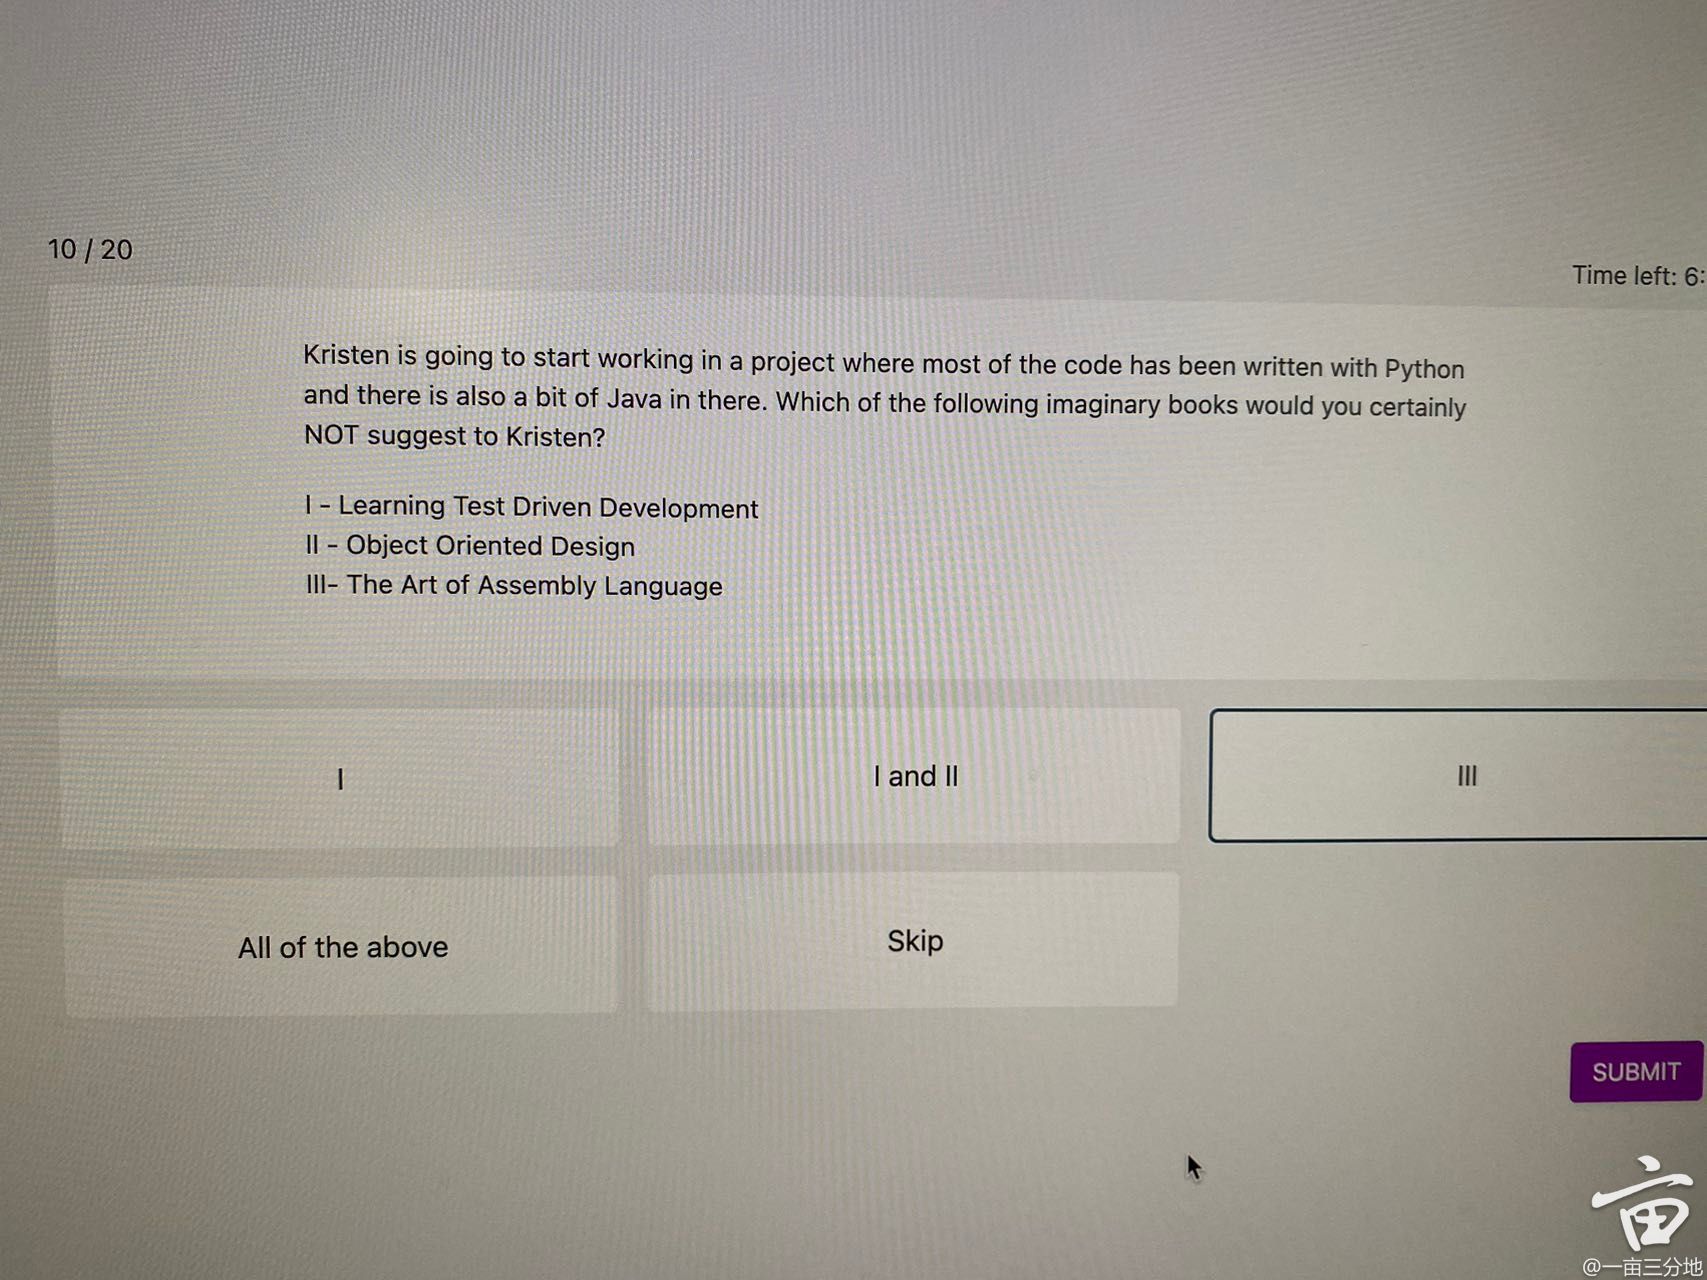 10 / 20
Time left: 6:
Kristen is going to start working in a project where most of the code has been written with Python
and there is also a bit of Java in there. Which of the following imaginary books would you certainly
NOT suggest to Kristen?
I - Learning Test Driven Development
II - Object Oriented Design
III- The Art of Assembly Language
I
I and II
III
All of the above
Skip
SUBMIT
亩
@一亩三分地